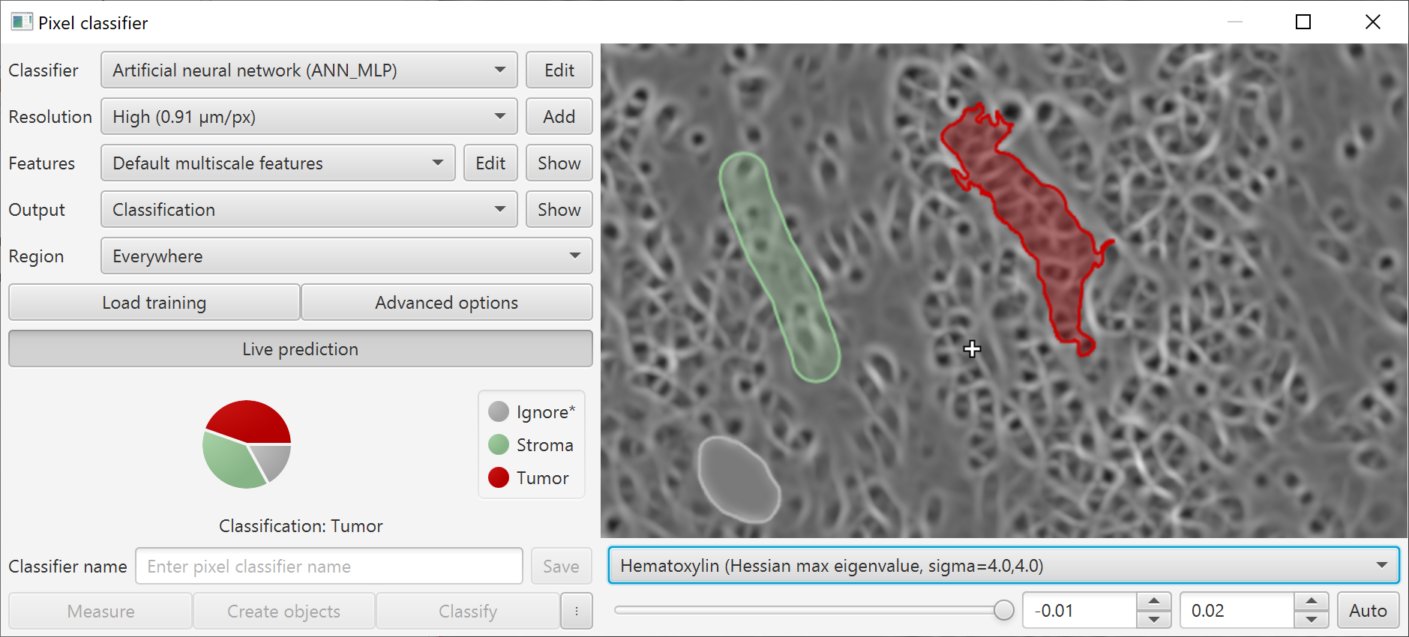 Pixel classifier
Classifier Artificial neural network (ANN_MLP) Edit
Resolution High (0.91 µm/px) Add
Features Default multiscale features Edit Show
Output Classification Show
Region Everywhere
Load training Advanced options
Live prediction
Ignore*
Stroma
Tumor
Classification: Tumor
Classifier name Enter pixel classifier name Save
Measure Create objects Classify
Hematoxylin (Hessian max eigenvalue, sigma=4.0,4.0)
-0.01 0.02 Auto